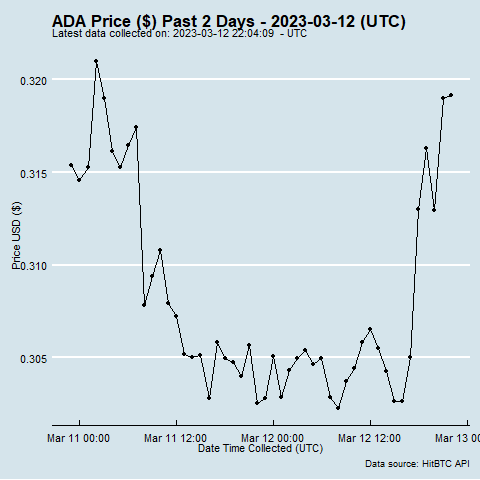 ADA Price ($) Past 2 Days - 2023-03-12 (UTC)
Latest data collected on: 2023-03-12 22:04:09 - UTC
0.320
0.315
0.310
0.305
Price USD ($)
Mar 11 00:00 Mar 11 12:00 Mar 12 00:00 Mar 12 12:00 Mar 13 0
Date Time Collected (UTC)
Data source: HitBTC API